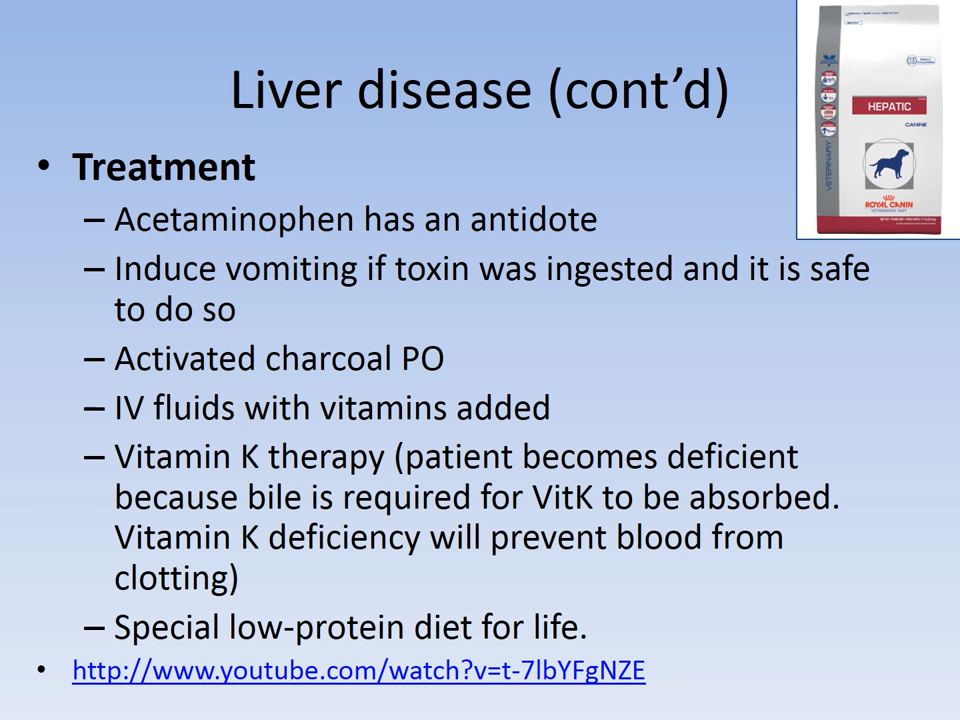 Liver disease (cont’d)
HEPATIC
CANINE
VETERINARY
ROYAL CANIN
VETERINARY DIET
• Treatment
– Acetaminophen has an antidote
– Induce vomiting if toxin was ingested and it is safe
to do so
– Activated charcoal PO
– IV fluids with vitamins added
– Vitamin K therapy (patient becomes deficient
because bile is required for VitK to be absorbed.
Vitamin K deficiency will prevent blood from
clotting)
– Special low-protein diet for life.
• http://www.youtube.com/watch?v=t-7lbYFgNZE